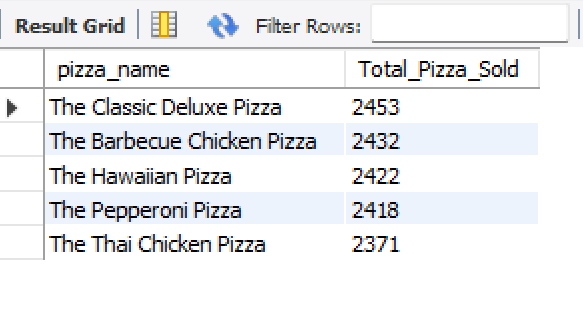 Result Grid Filter Rows:
pizza_name Total_Pizza_Sold
The Classic Deluxe Pizza 2453
The Barbecue Chicken Pizza 2432
The Hawaiian Pizza 2422
The Pepperoni Pizza 2418
The Thai Chicken Pizza 2371